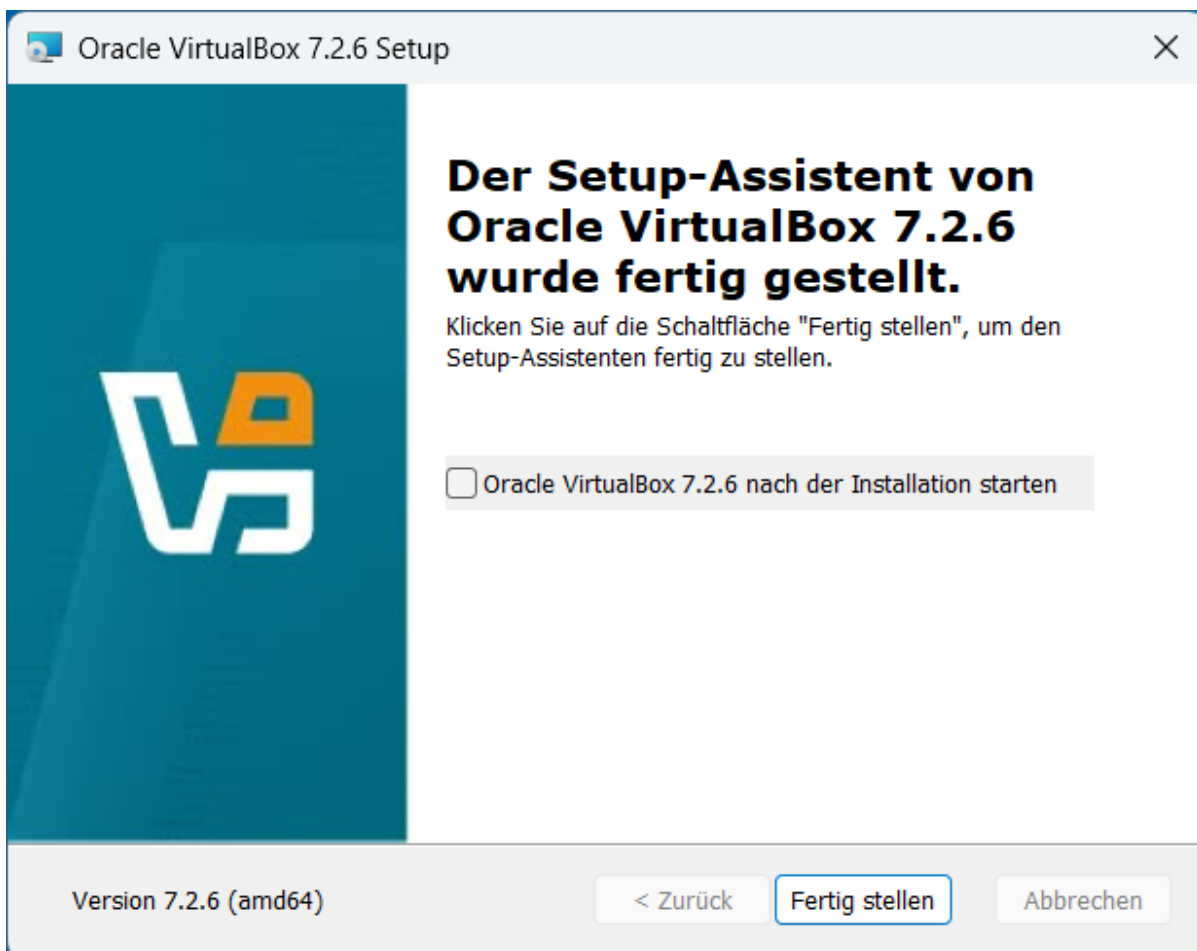 Oracle VirtualBox 7.2.6 Setup
Der Setup-Assistent von
Oracle VirtualBox 7.2.6
wurde fertig gestellt.
Klicken Sie auf die Schaltfläche "Fertig stellen", um den
Setup-Assistenten fertig zu stellen.
Oracle VirtualBox 7.2.6 nach der Installation starten
Version 7.2.6 (amd64)
< Zurück
Fertig stellen
Abbrechen